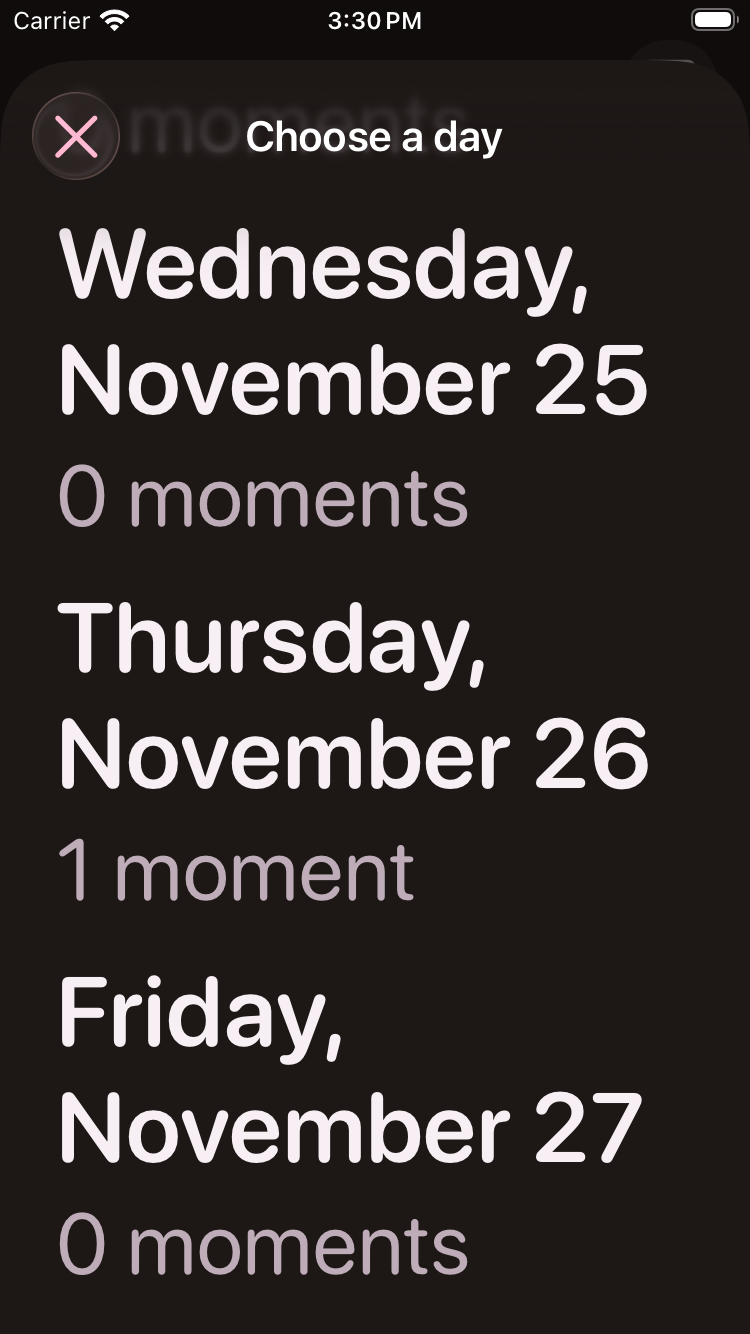 Carrier 3:30 PM
moments
Choose a day
Wednesday,
November 25
0 moments
Thursday,
November 26
1 moment
Friday,
November 27
0 moments